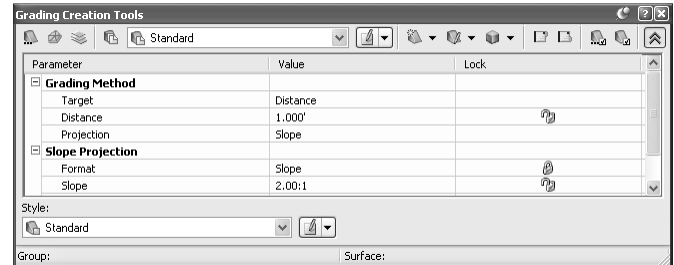 Grading Creation Tools
Standard
Parameter Value Lock
Grading Method
Target Distance
Distance 1.000'
Projection Slope
Slope Projection
Format Slope
Slope 2.00:1
Style:
Standard
Group: Surface: